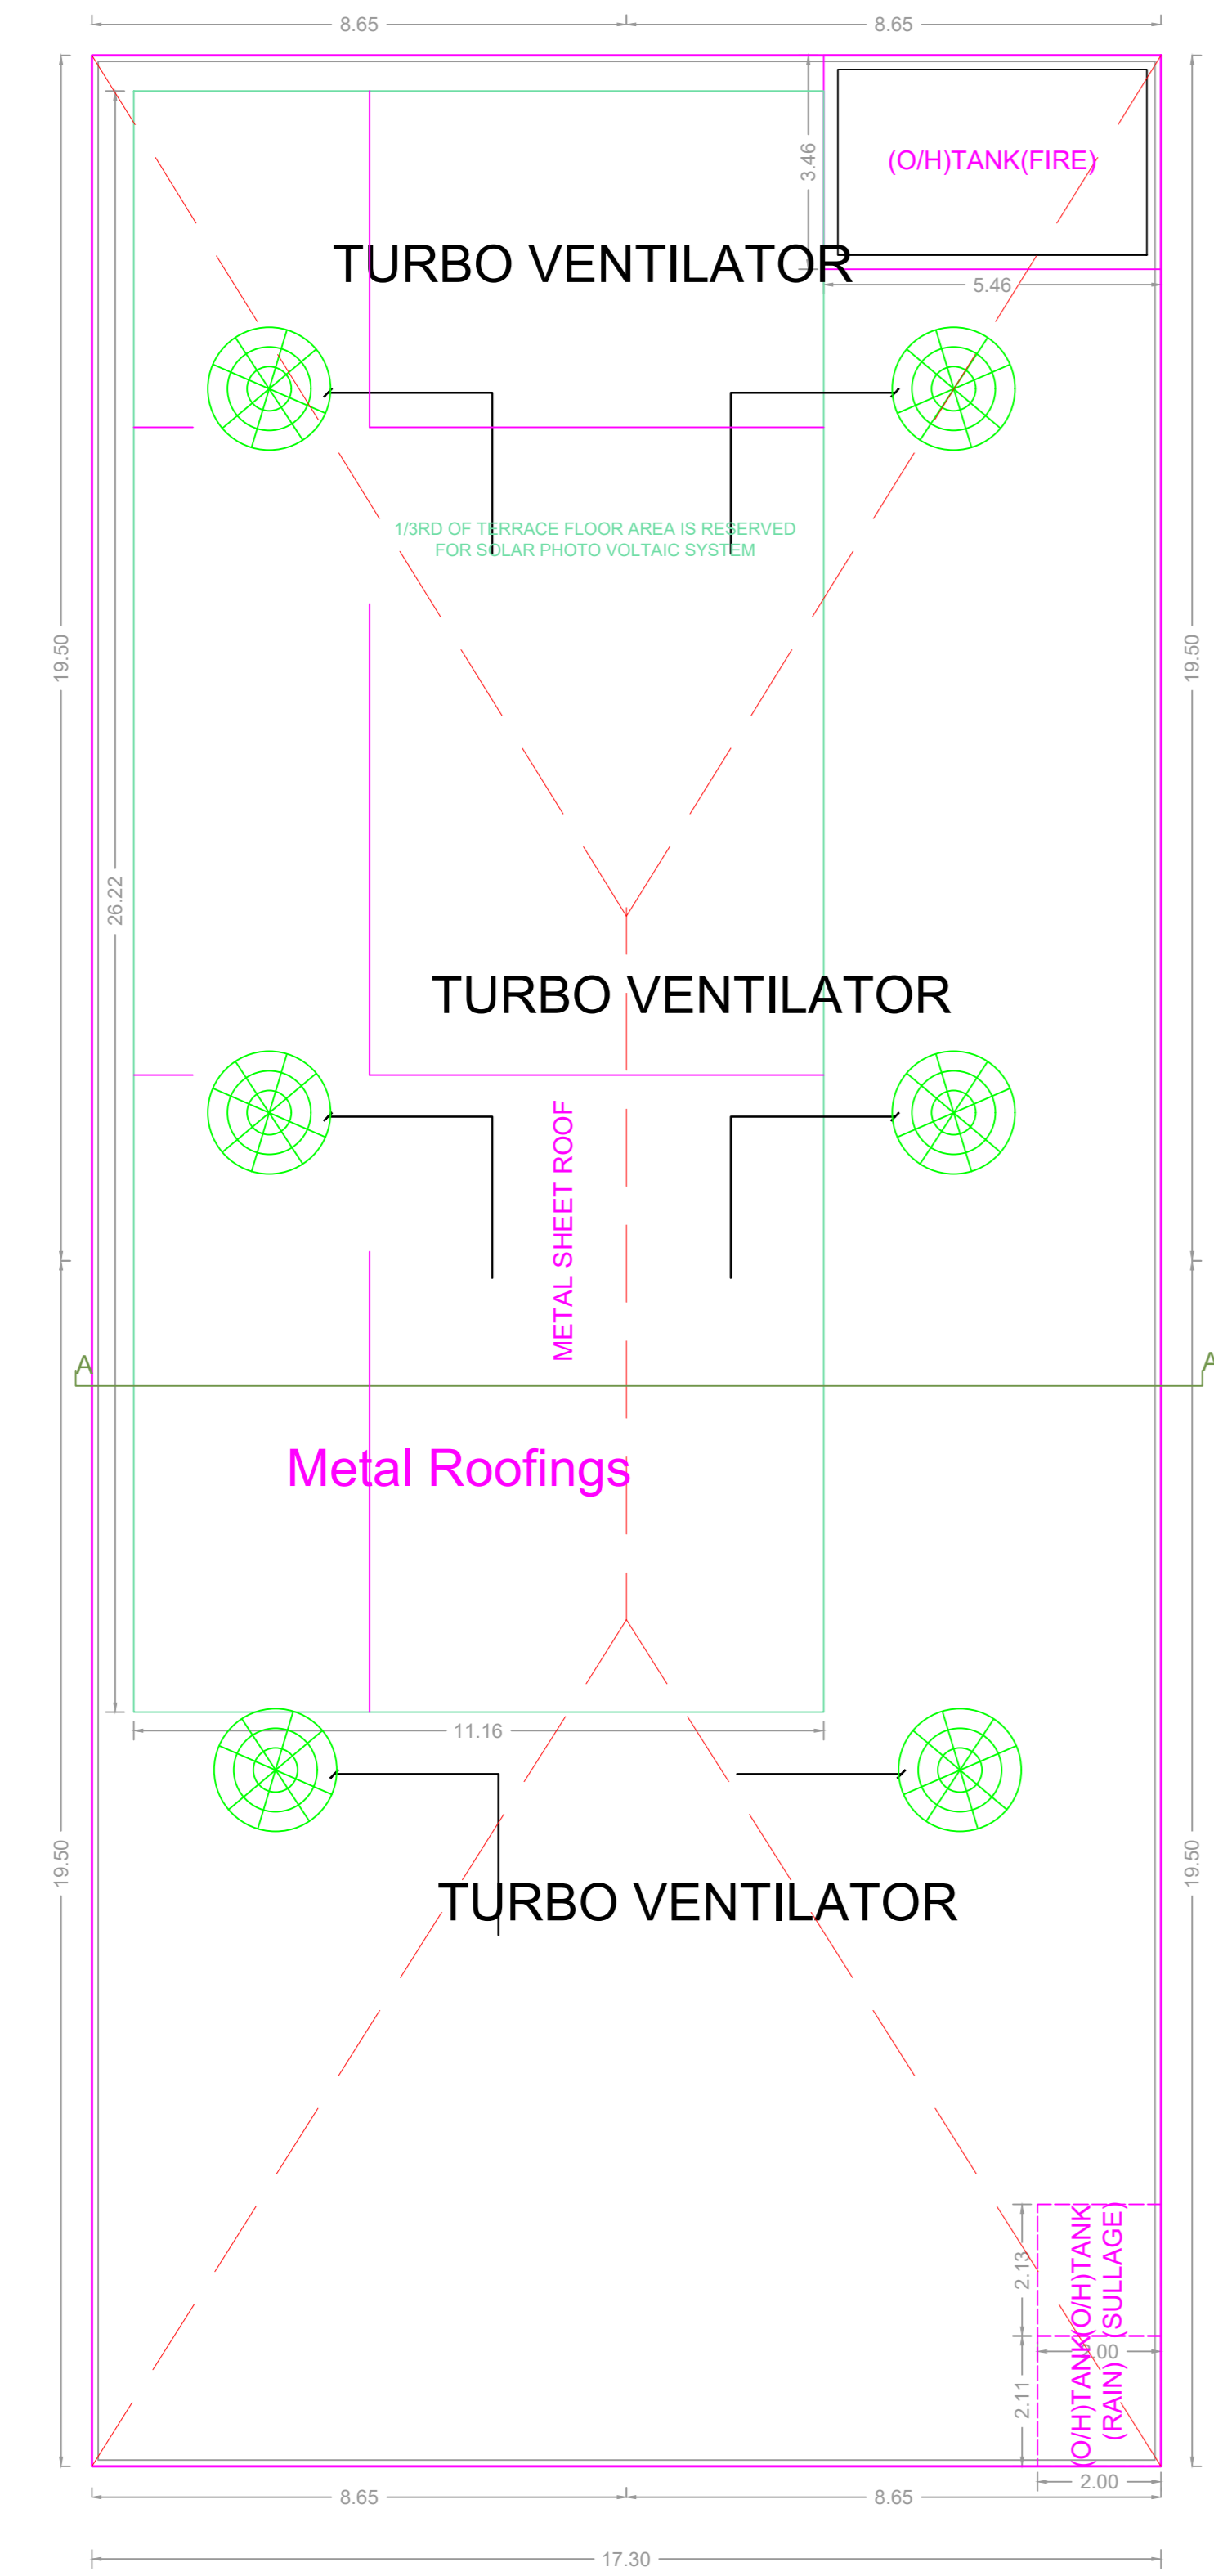 8.65
8.65
3.46
(O/H)TANK(FIRE)
TURBO VENTILATOR
5.46
1/3RD OF TERRACE FLOOR AREA IS RESERVED
FOR SOLAR PHOTO VOLTAIC SYSTEM
19.50
19.50
26.22
TURBO VENTILATOR
METAL SHEET ROOF
A
A
Metal Roofings
11.16
19.50
19.50
TURBO VENTILATOR
2.13
(O/H)TANK
(SULLAGE)
2.00
2.11
(O/H)TANK
(RAIN)
2.00
8.65
8.65
17.30